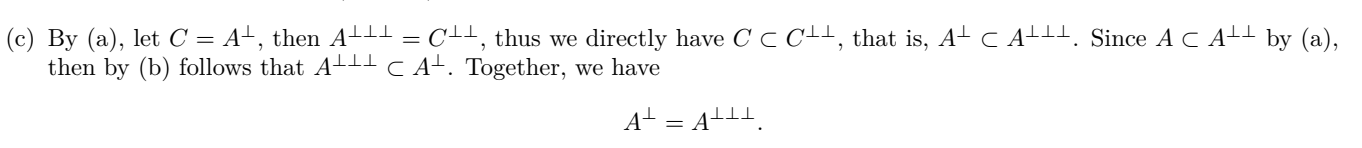 (c) By (a), let C = A⊥, then A⊥⊥⊥ = C⊥⊥, thus we directly have C ⊂ C⊥⊥, that is, A⊥ ⊂ A⊥⊥⊥. Since A ⊂ A⊥⊥ by (a),
then by (b) follows that A⊥⊥⊥ ⊂ A⊥. Together, we have
A⊥ = A⊥⊥⊥.